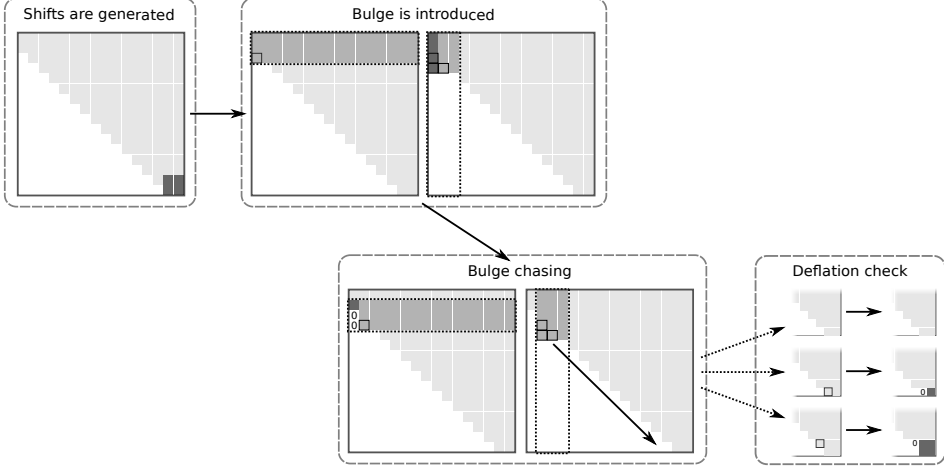 Shifts are generated
Bulge is introduced
Bulge chasing
Deflation check
0
0
0
0